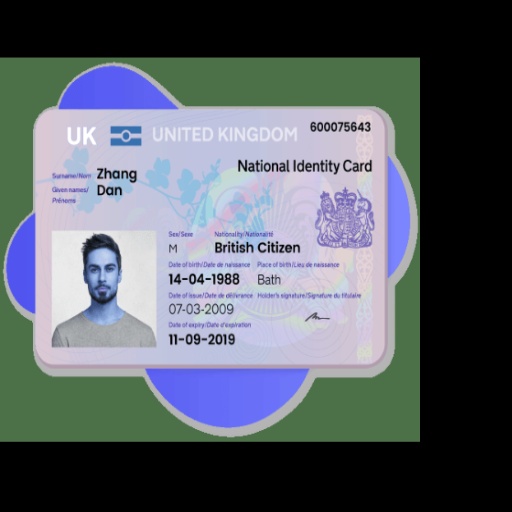 UK UNITED KINGDOM 600075643
National Identity Card
Surname/Nom Zhang
Given names/ Dan
Prénoms
Sex/Sexe Nationality/Nationalité
M British Citizen
Date of birth/Date de naissance Place of birth/Lieu de naissance
14-04-1988 Bath
Date of issue/Date de délivrance Holder's signature/Signature du titulaire
07-03-2009
Date of expiry/Date d'expiration
11-09-2019